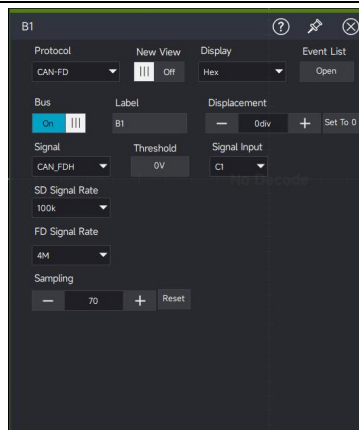 B1
Protocol New View Display Event List
CAN-FD Off Hex Open
Bus Label Displacement
On B1 0div Set To 0
Signal Threshold Signal Input
CAN_FDH 0V C1
No Decode
SD Signal Rate
100k
FD Signal Rate
4M
Sampling
70 Reset